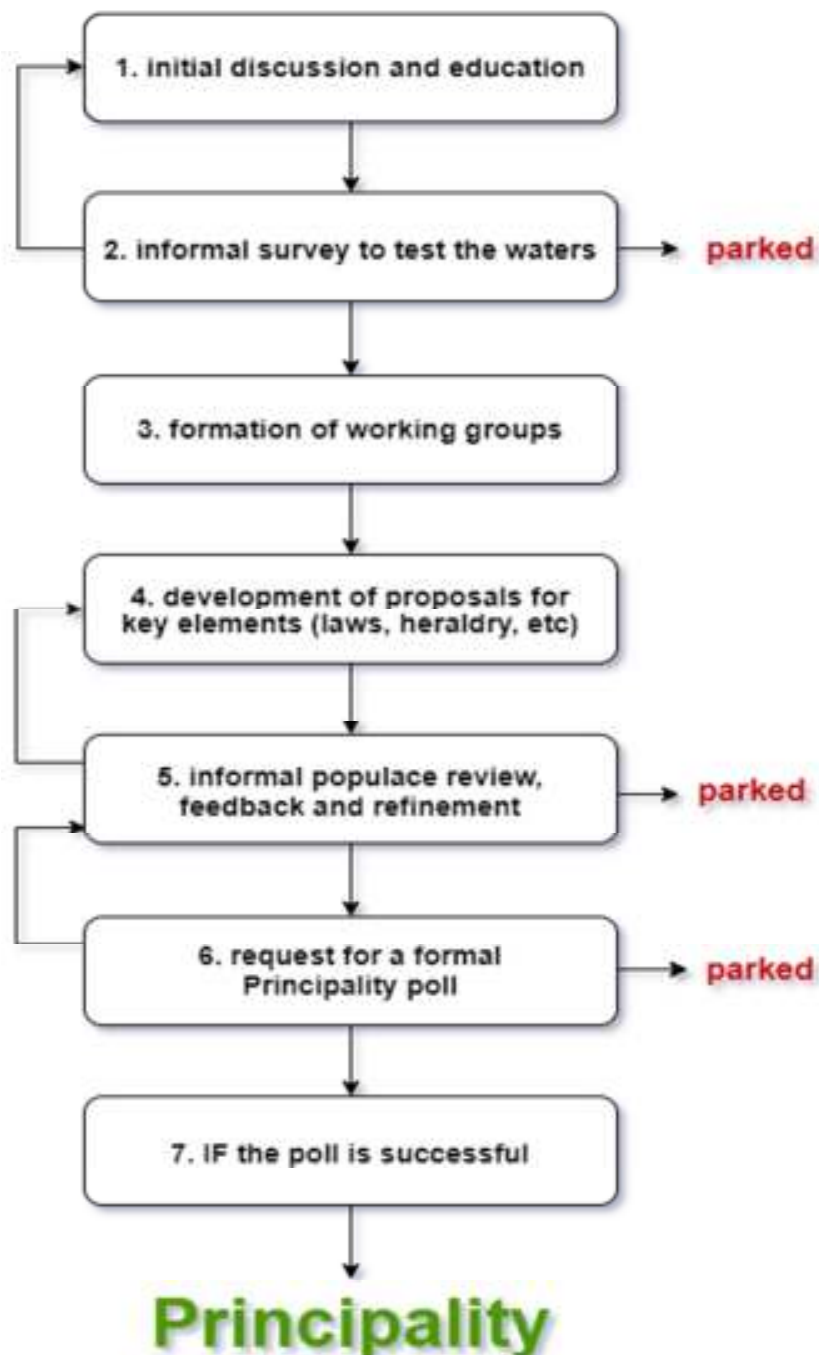 1. initial discussion and education
2. informal survey to test the waters
parked
3. formation of working groups
4. development of proposals for
key elements (laws, heraldry, etc)
5. informal populace review,
feedback and refinement
parked
6. request for a formal
Principality poll
parked
7. IF the poll is successful
Principality